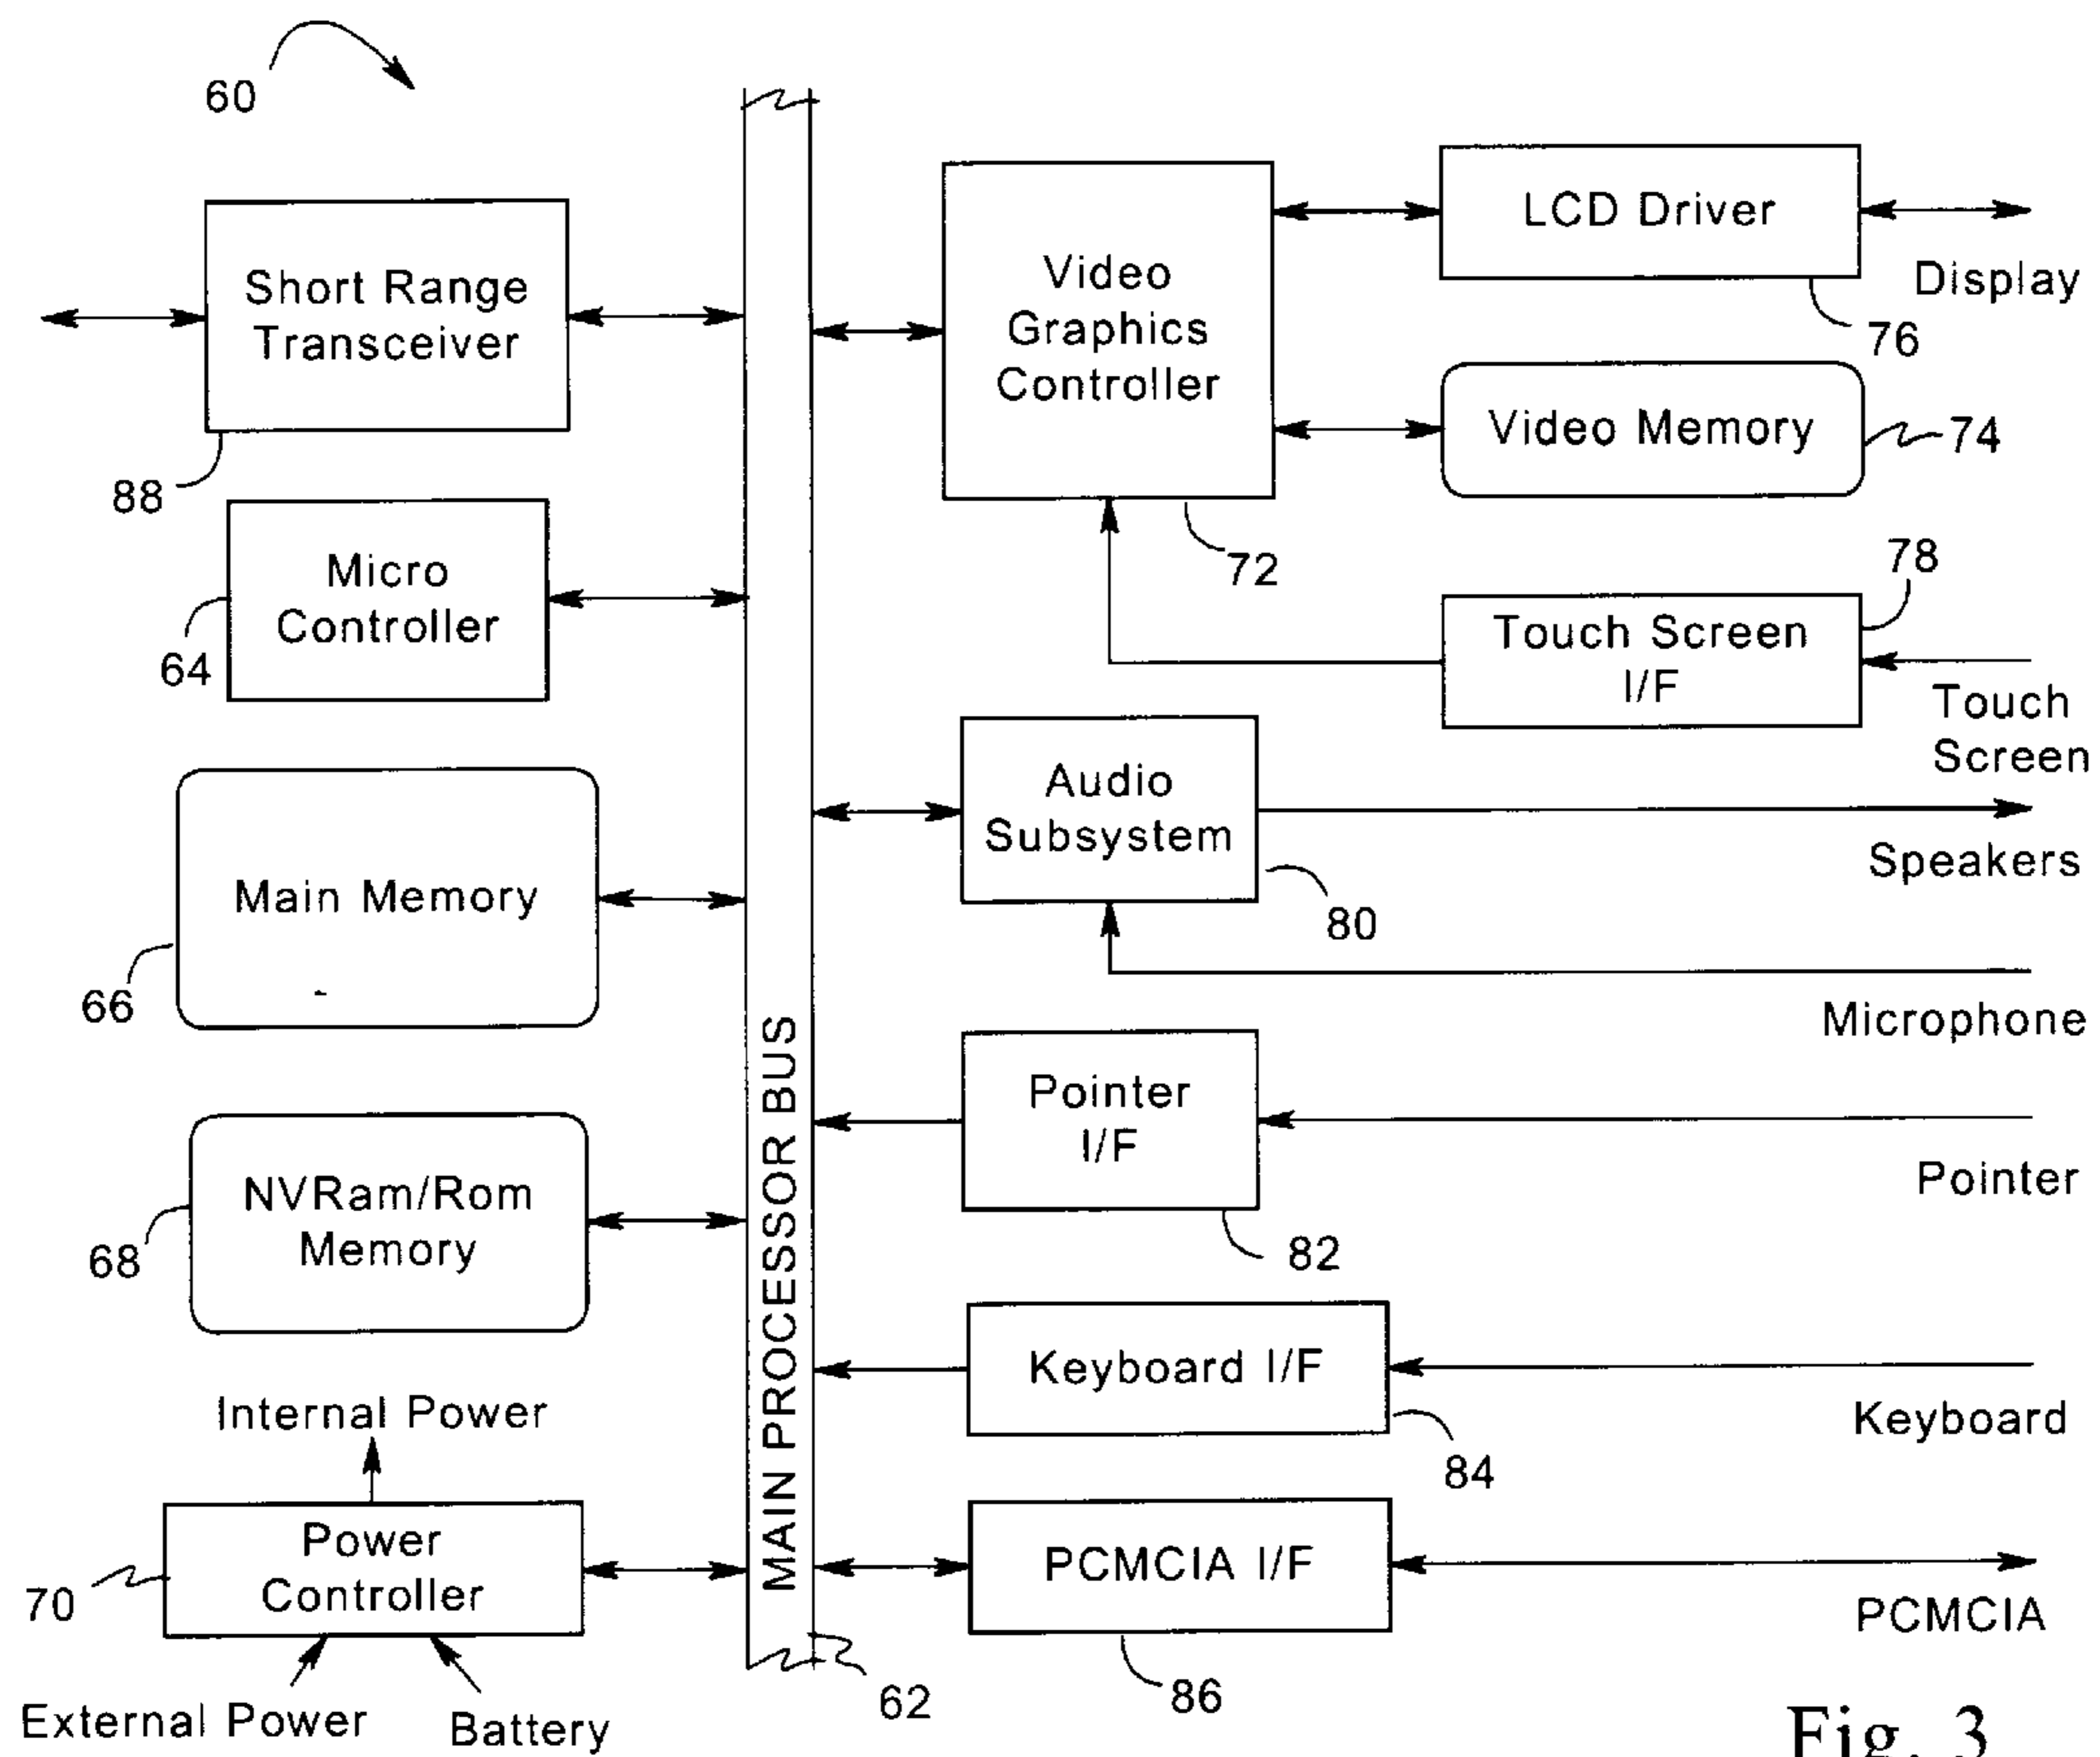 60
Short Range
Transceiver
88
Micro
Controller
64
Main Memory
66
NVRam/Rom
Memory
68
Internal Power
Power
Controller
70
External Power
Battery
MAIN PROCESSOR BUS
62
Video
Graphics
Controller
72
LCD Driver
Display
76
Video Memory
74
78
Touch Screen
I/F
Touch
Screen
Audio
Subsystem
Speakers
80
Microphone
Pointer
I/F
Pointer
82
Keyboard I/F
Keyboard
84
PCMCIA I/F
PCMCIA
86
Fig. 3